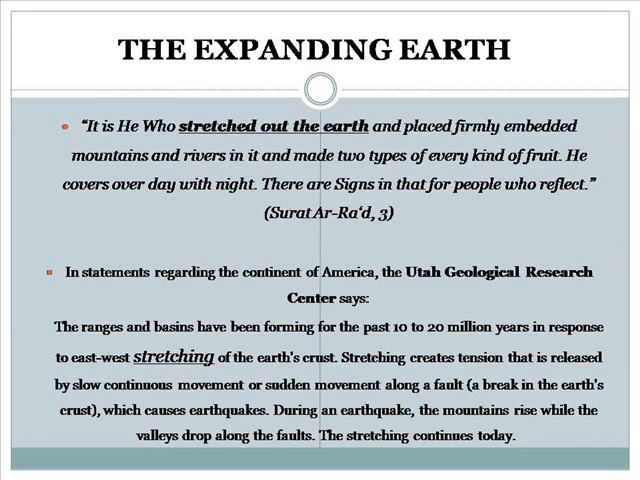 THE EXPANDING EARTH
• “It is He Who stretched out the earth and placed firmly embedded
mountains and rivers in it and made two types of every kind of fruit. He
covers over day with night. There are Signs in that for people who reflect.”
(Surat Ar-Ra‘d, 3)
▪ In statements regarding the continent of America, the Utah Geological Research
Center says:
The ranges and basins have been forming for the past 10 to 20 million years in response
to east-west stretching of the earth's crust. Stretching creates tension that is released
by slow continuous movement or sudden movement along a fault (a break in the earth's
crust), which causes earthquakes. During an earthquake, the mountains rise while the
valleys drop along the faults. The stretching continues today.